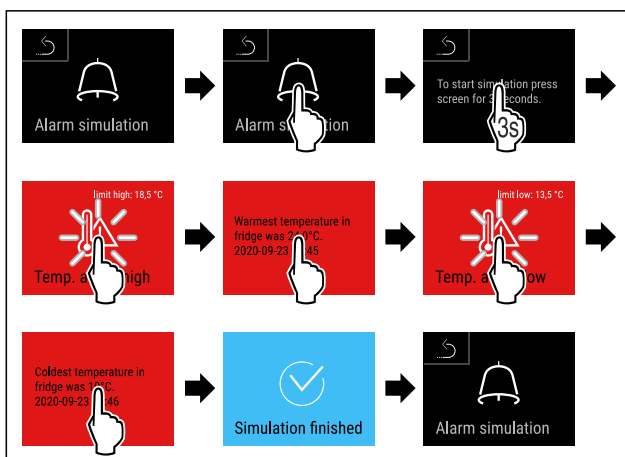 Alarm simulation
Alarm
To start simulation press
screen for 3 seconds.
3s
limit high: 18,5 °C
Temp. high
Warmest temperature in
fridge was °C.
2020-09-23 45
limit low: 13,5 °C
Temp.
Coldest temperature in
fridge was °C.
2020-09-23 46
Simulation finished
Alarm simulation